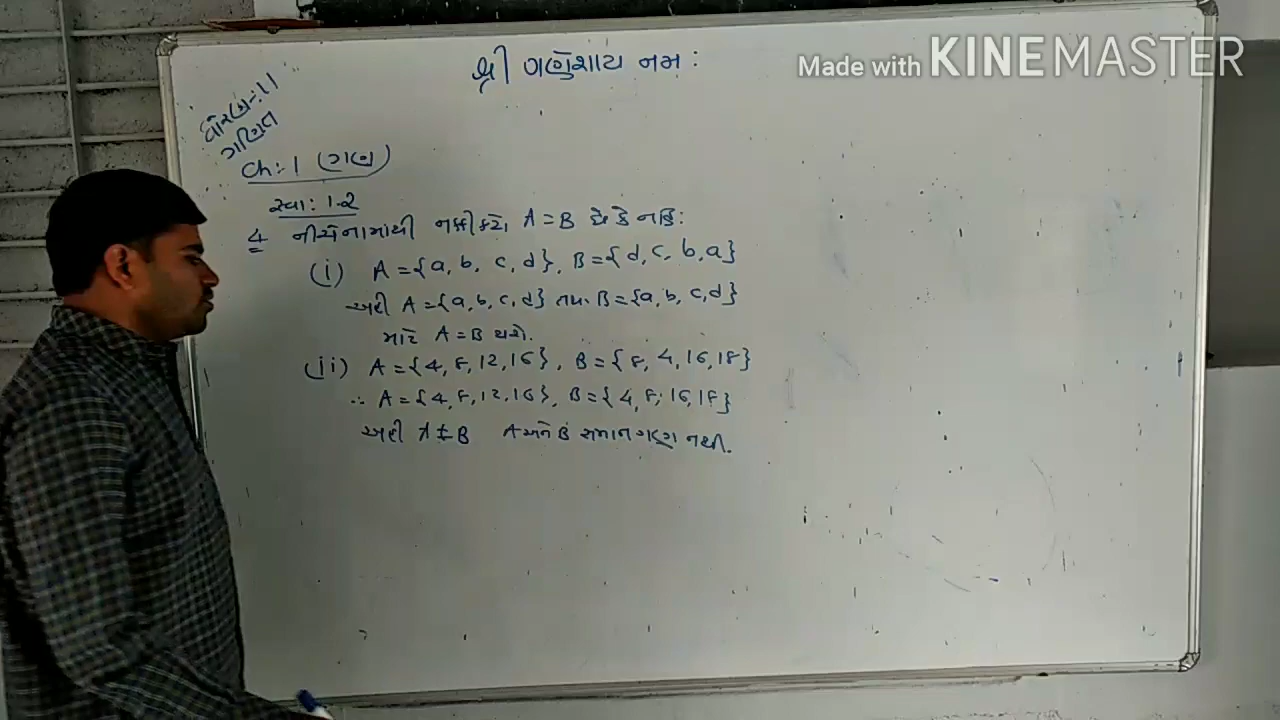 શ્રી ગણેશાય નમ:
Made with KINEMASTER
ધોરણ:-11
ગણિત
Ch:-1 (ગણ)
સ્વા: 1.2
4 નીચેનામાથી નક્કી કરો A = B છે કે નહિ:
(i) A = {a, b, c, d}, B = {d, c, b, a}
અહી A = {a, b, c, d} તથા B = {a, b, c, d}
માટે A = B થશે.
(ii) A = {4, 8, 12, 16}, B = {8, 4, 16, 18}
∴ A = {4, 8, 12, 16}, B = {4, 8, 16, 18}
અહી A ≠ B A અને B સમાન ગણ નથી.